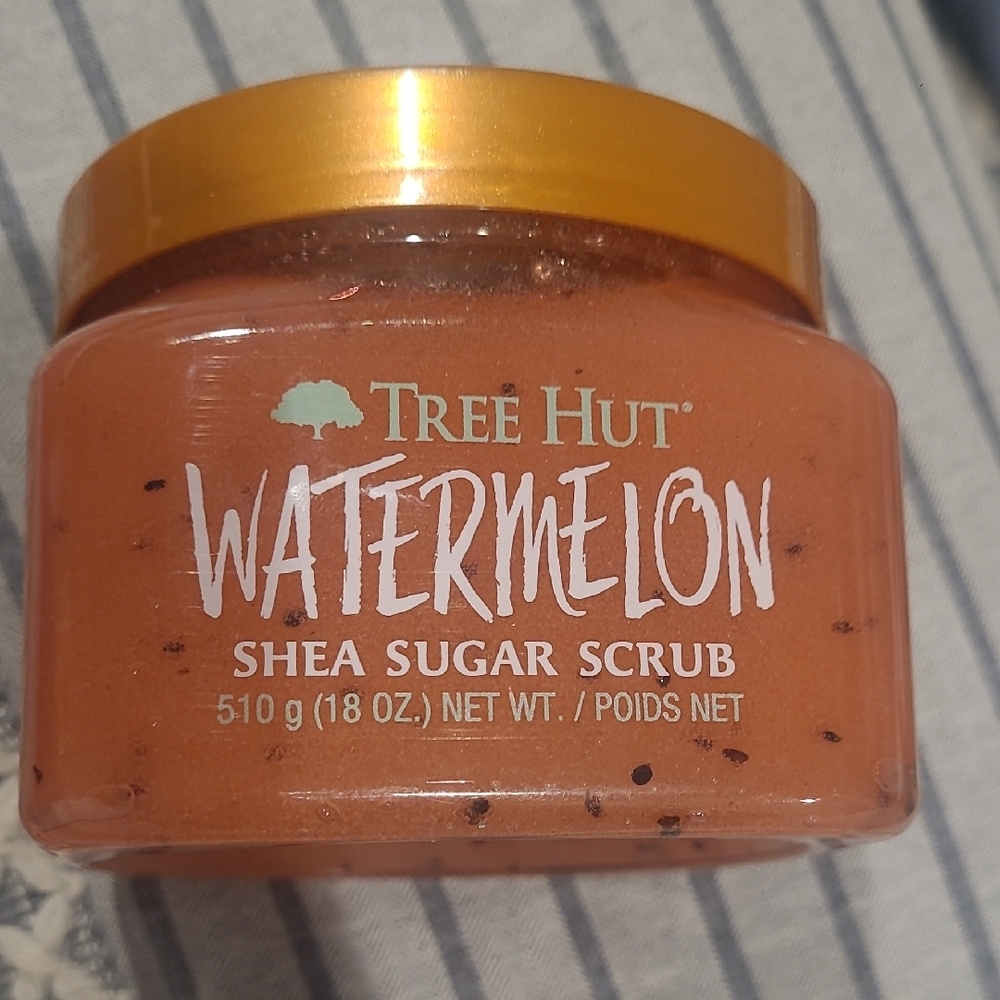 TREE HUT®
WATERMELON
SHEA SUGAR SCRUB
510 g (18 OZ.) NET WT. / POIDS NET